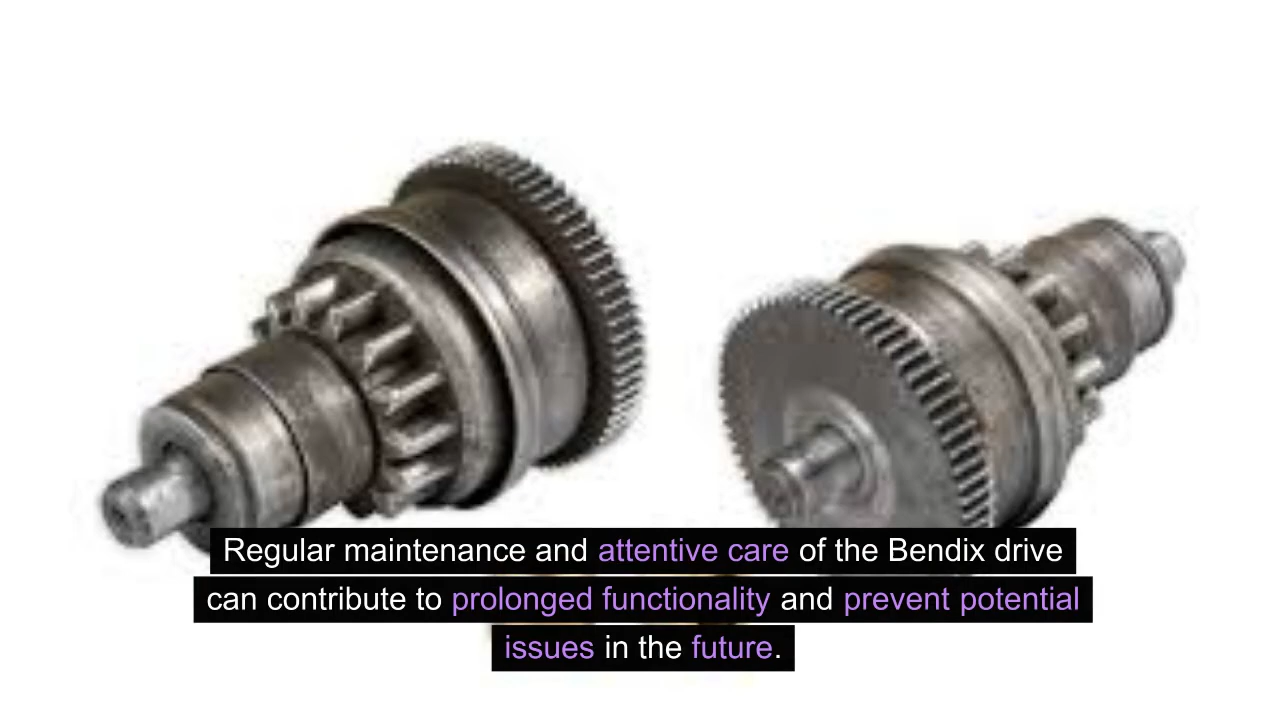 Regular maintenance and attentive care of the Bendix drive
can contribute to prolonged functionality and prevent potential
issues in the future.